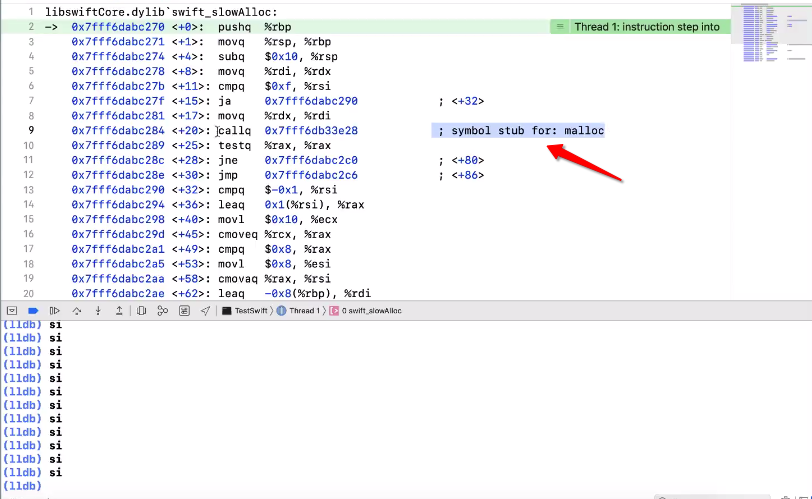 1 libswiftCore.dylib`swift_slowAlloc:
2 -> 0x7fff6dabc270 <+0>: pushq %rbp Thread 1: instruction step into
3 0x7fff6dabc271 <+1>: movq %rsp, %rbp
4 0x7fff6dabc274 <+4>: subq $0x10, %rsp
5 0x7fff6dabc278 <+8>: movq %rdi, %rdx
6 0x7fff6dabc27b <+11>: cmpq $0xf, %rsi
7 0x7fff6dabc27f <+15>: ja 0x7fff6dabc290 ; <+32>
8 0x7fff6dabc281 <+17>: movq %rdx, %rdi
9 0x7fff6dabc284 <+20>: callq 0x7fff6db33e28 ; symbol stub for: malloc
10 0x7fff6dabc289 <+25>: testq %rax, %rax
11 0x7fff6dabc28c <+28>: jne 0x7fff6dabc2c0 ; <+80>
12 0x7fff6dabc28e <+30>: jmp 0x7fff6dabc2c6 ; <+86>
13 0x7fff6dabc290 <+32>: cmpq $-0x1, %rsi
14 0x7fff6dabc294 <+36>: leaq 0x1(%rsi), %rax
15 0x7fff6dabc298 <+40>: movl $0x10, %ecx
16 0x7fff6dabc29d <+45>: cmoveq %rcx, %rax
17 0x7fff6dabc2a1 <+49>: cmpq $0x8, %rax
18 0x7fff6dabc2a5 <+53>: movl $0x8, %esi
19 0x7fff6dabc2aa <+58>: cmovaq %rax, %rsi
20 0x7fff6dabc2ae <+62>: leaq -0x8(%rbp), %rdi
TestSwift Thread 1 0 swift_slowAlloc
(lldb) si
(lldb) si
(lldb) si
(lldb) si
(lldb) si
(lldb) si
(lldb) si
(lldb) si
(lldb) si
(lldb) si
(lldb) si
(lldb) si
(lldb)